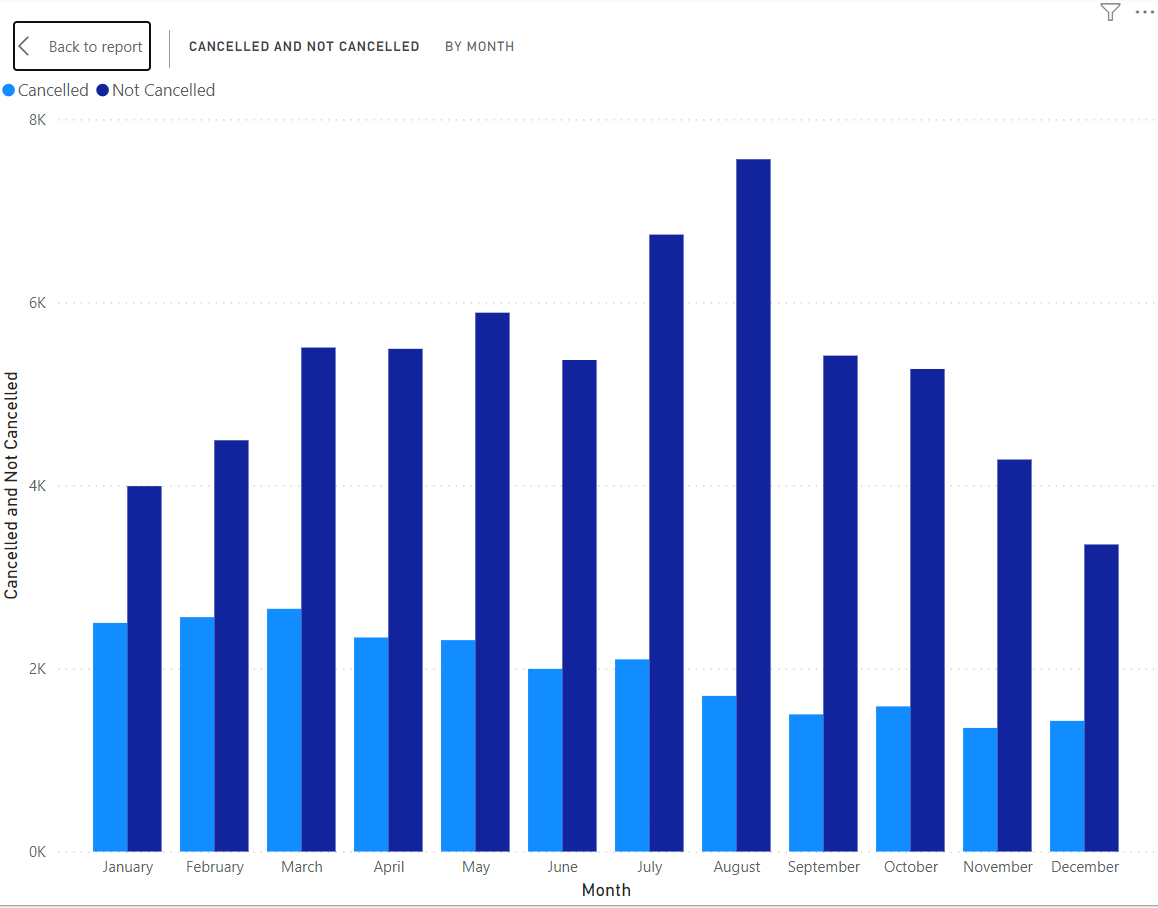 Back to report CANCELLED AND NOT CANCELLED BY MONTH
Cancelled Not Cancelled
8K
6K
4K
2K
0K
Cancelled and Not Cancelled
January February March April May June July August September October November December
Month